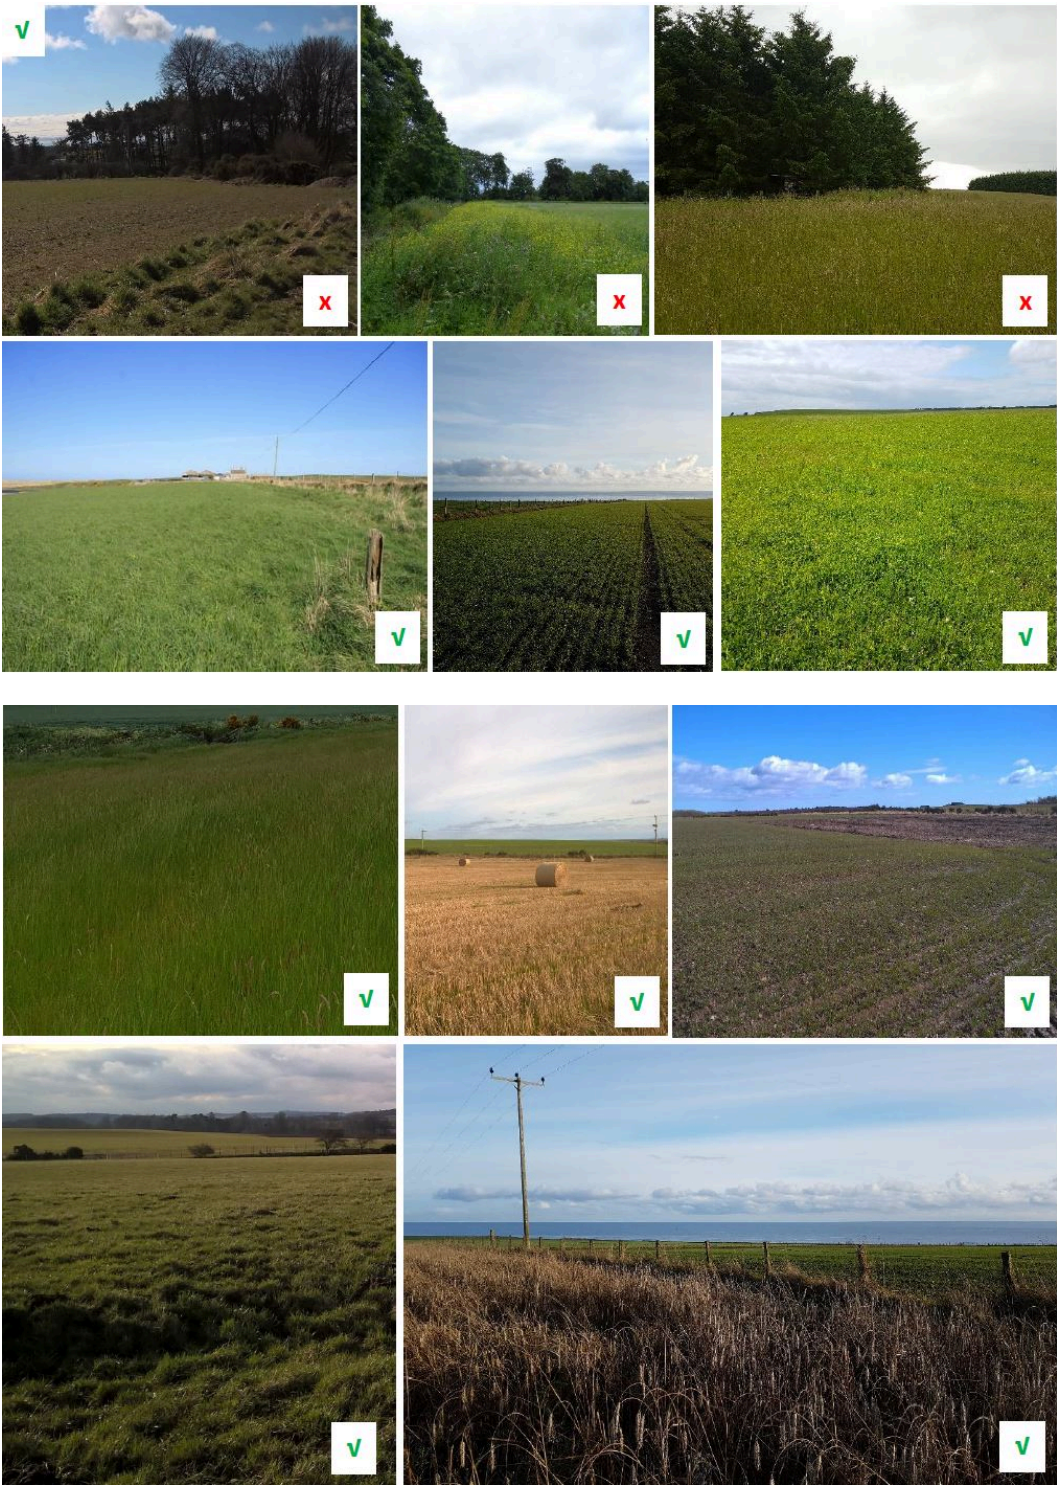 √
x x x
√ √ √
√ √ √
√ √